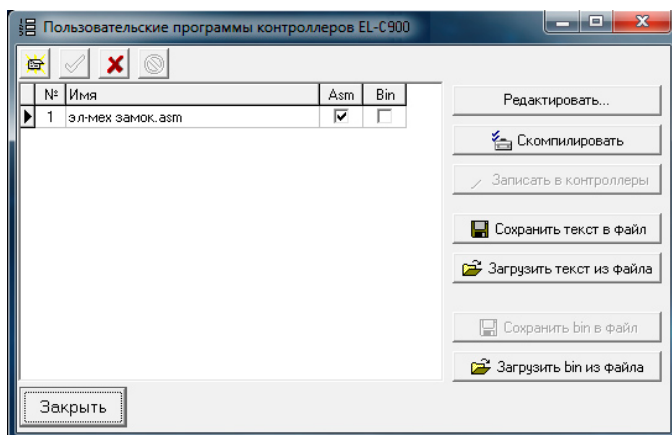 Пользовательские программы контроллеров EL-C900
№ Имя Asm Bin
1 эл-мех замок.asm
Редактировать...
Скомпилировать
Записать в контроллеры
Сохранить текст в файл
Загрузить текст из файла
Сохранить bin в файл
Загрузить bin из файла
Закрыть